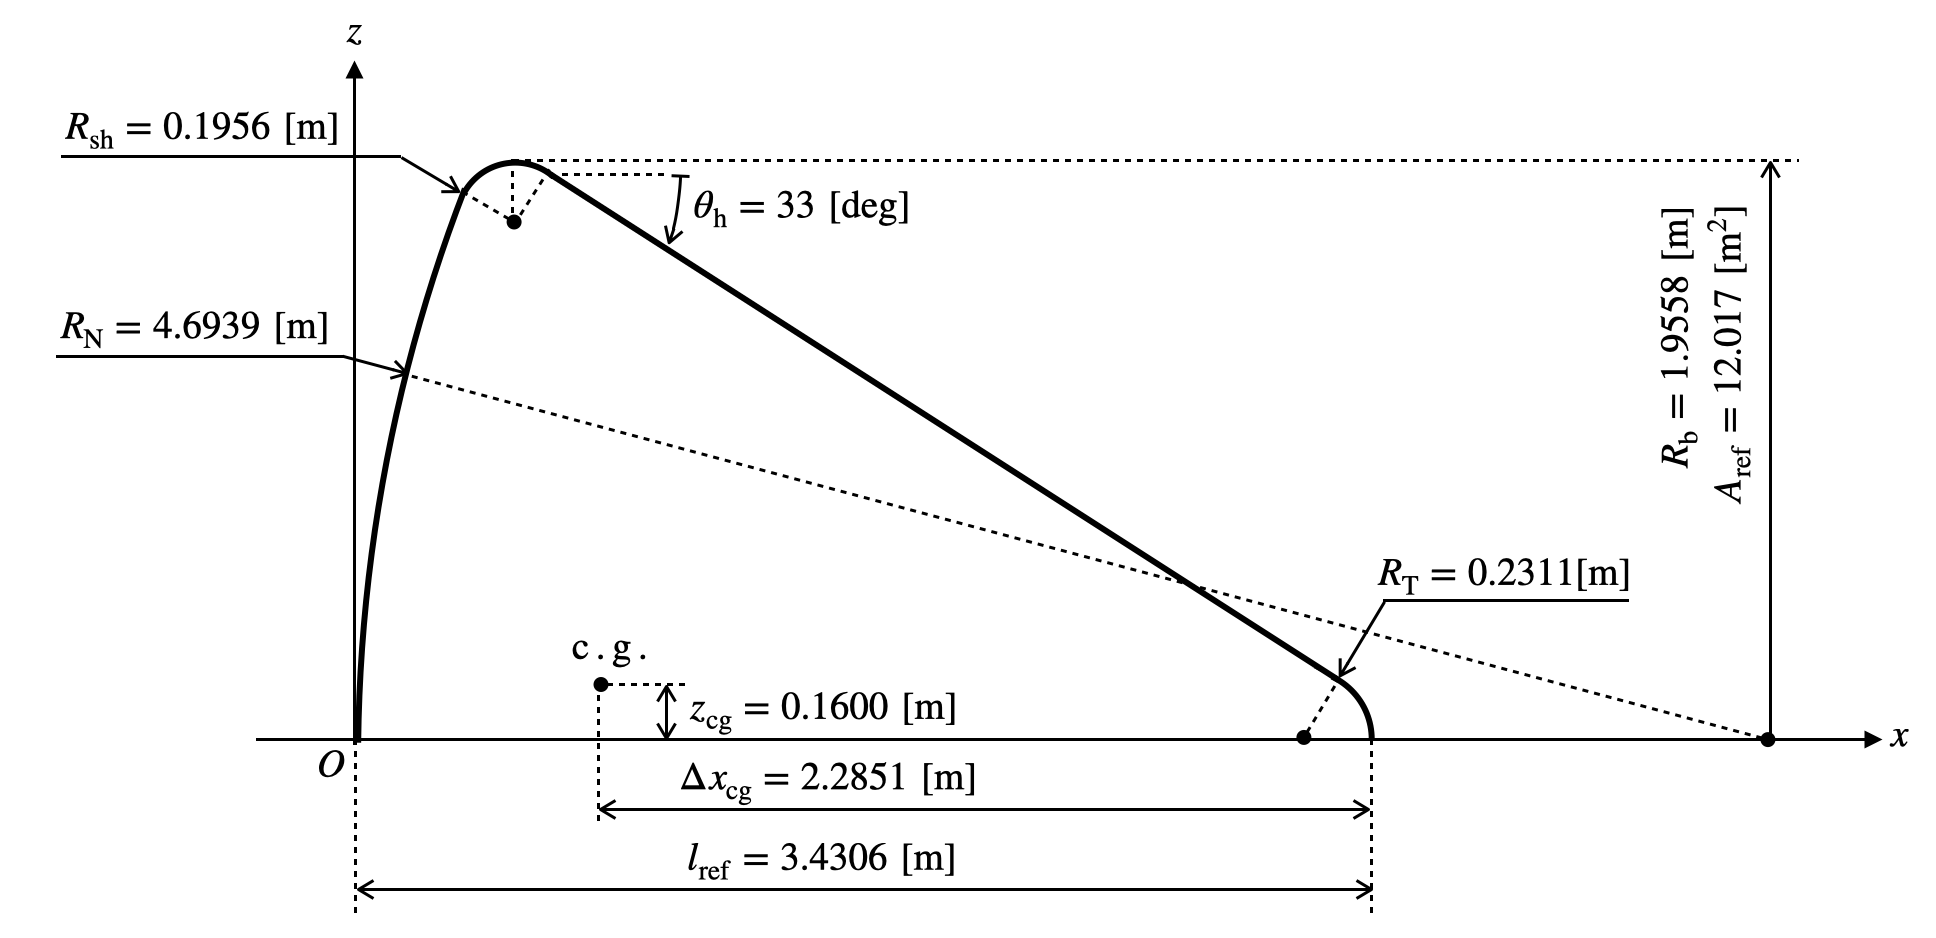 z
R_sh = 0.1956 [m]
θ_h = 33 [deg]
R_b = 1.9558 [m]
A_ref = 12.017 [m²]
R_N = 4.6939 [m]
R_T = 0.2311[m]
c.g.
z_cg = 0.1600 [m]
x
O
Δx_cg = 2.2851 [m]
l_ref = 3.4306 [m]